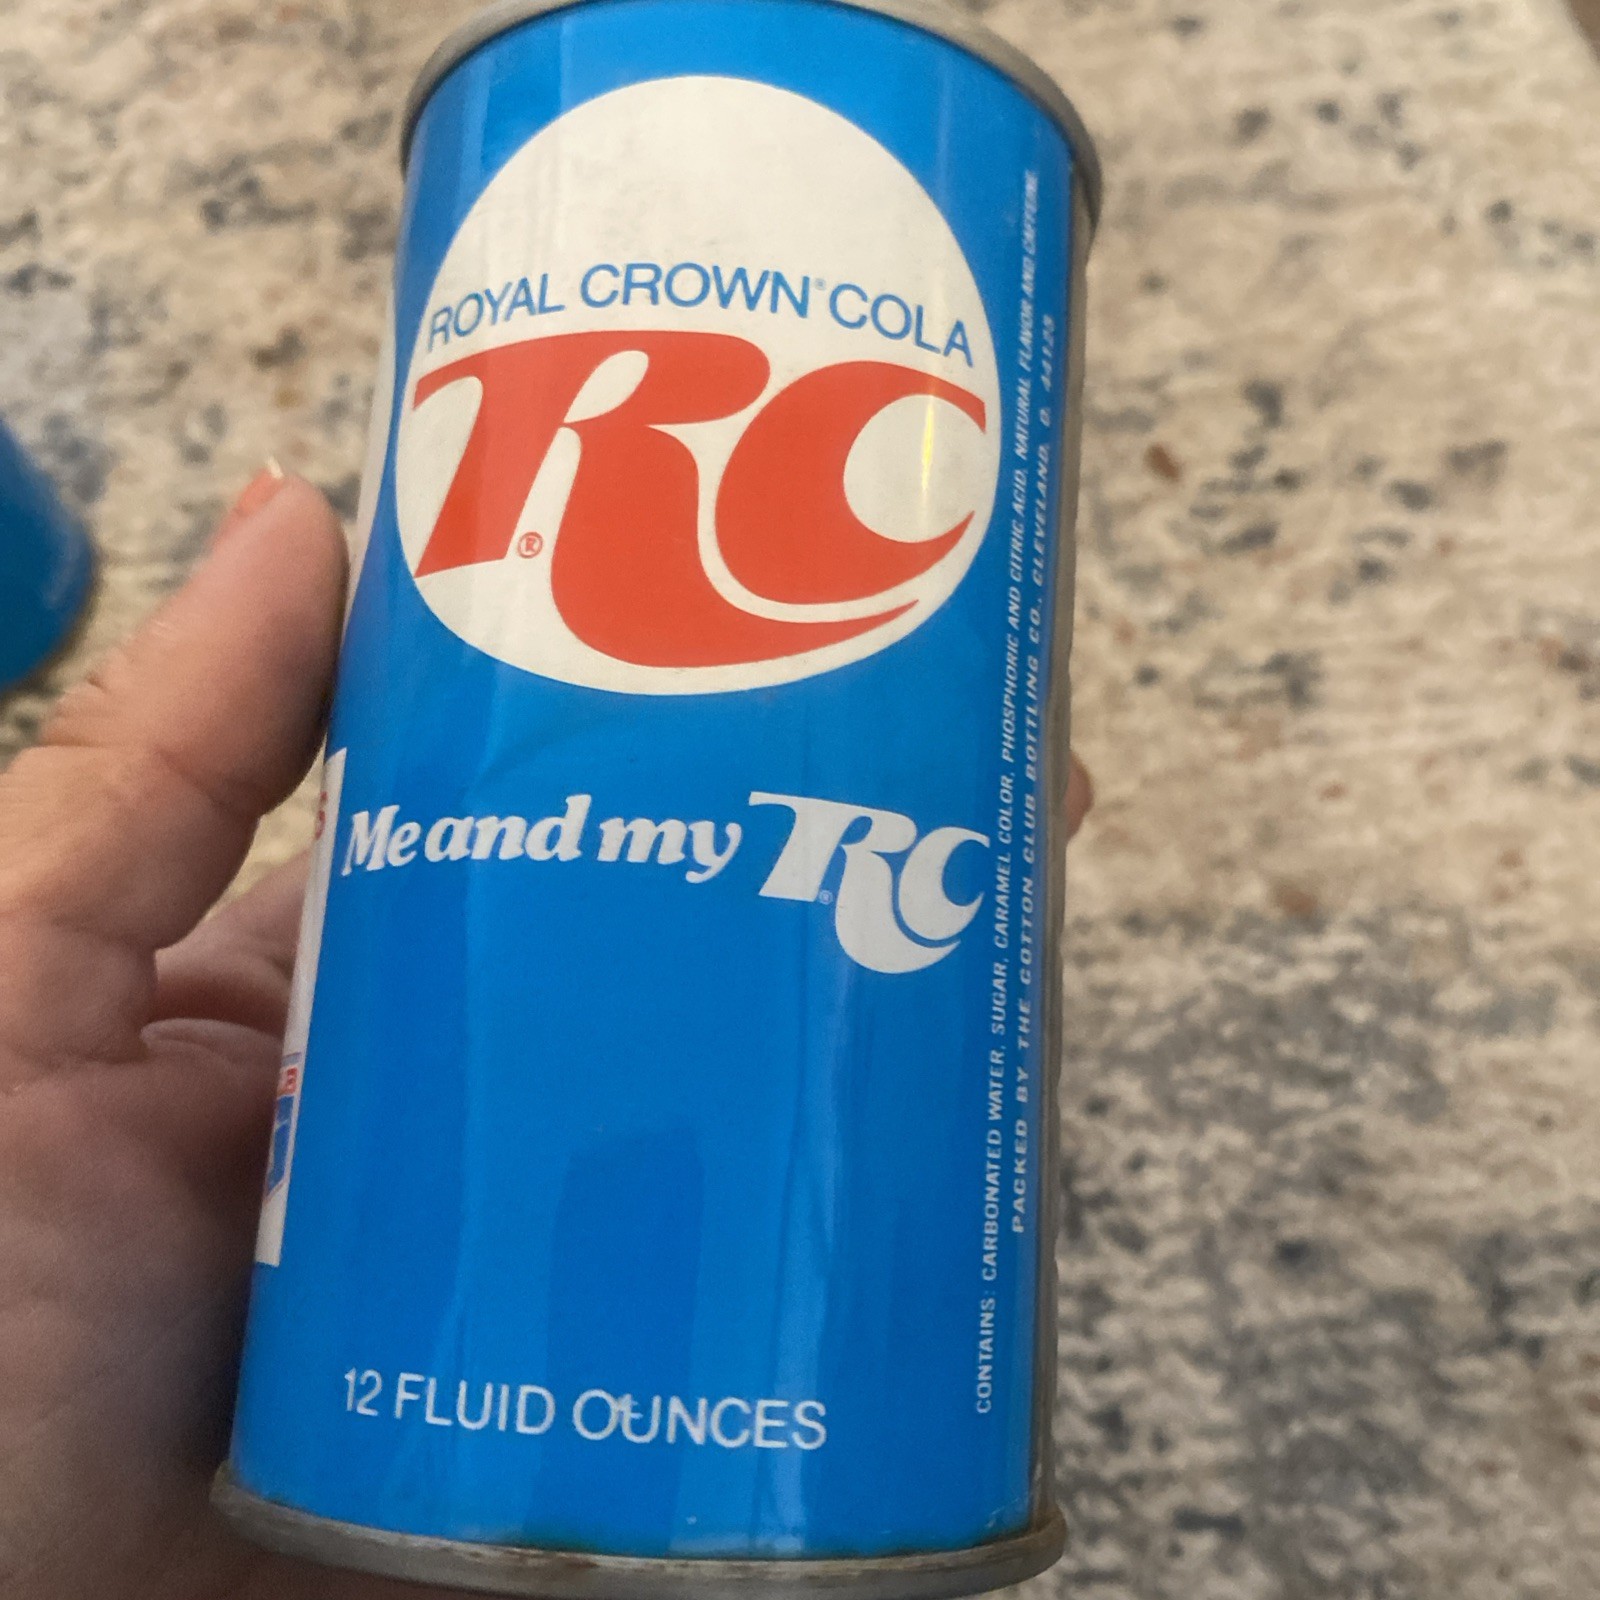 ROYAL CROWN® COLA
RC®
Me and my RC®
12 FLUID OUNCES
CONTAINS: CARBONATED WATER, SUGAR, CARAMEL COLOR, PHOSPHORIC AND CITRIC ACID, NATURAL FLAVOR AND CAFFEINE.
PACKED BY THE COTTON CLUB BOTTLING CO., CLEVELAND, O. 44125